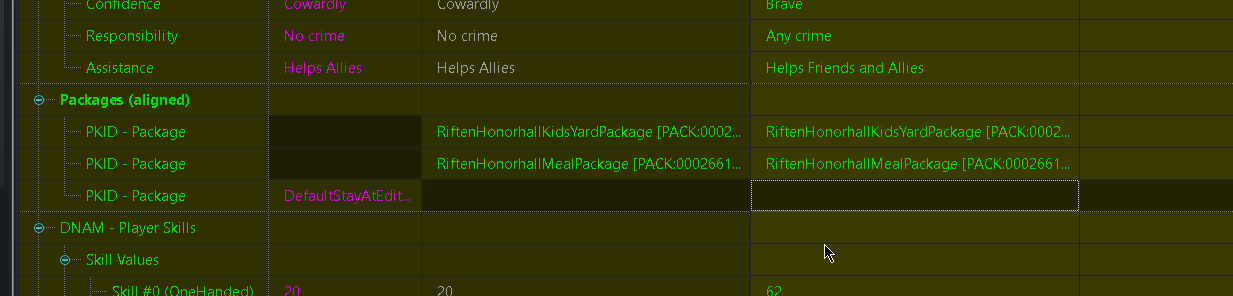 Confidence Cowardly Cowardly Brave
Responsibility No crime No crime Any crime
Assistance Helps Allies Helps Allies Helps Friends and Allies
Packages (aligned)
PKID - Package RiftenHonorhallKidsYardPackage [PACK:0002... RiftenHonorhallKidsYardPackage [PACK:0002...
PKID - Package RiftenHonorhallMealPackage [PACK:0002661... RiftenHonorhallMealPackage [PACK:0002661...
PKID - Package DefaultStayAtEdit...
DNAM - Player Skills
Skill Values
Skill #0 (OneHanded) 20 20 62